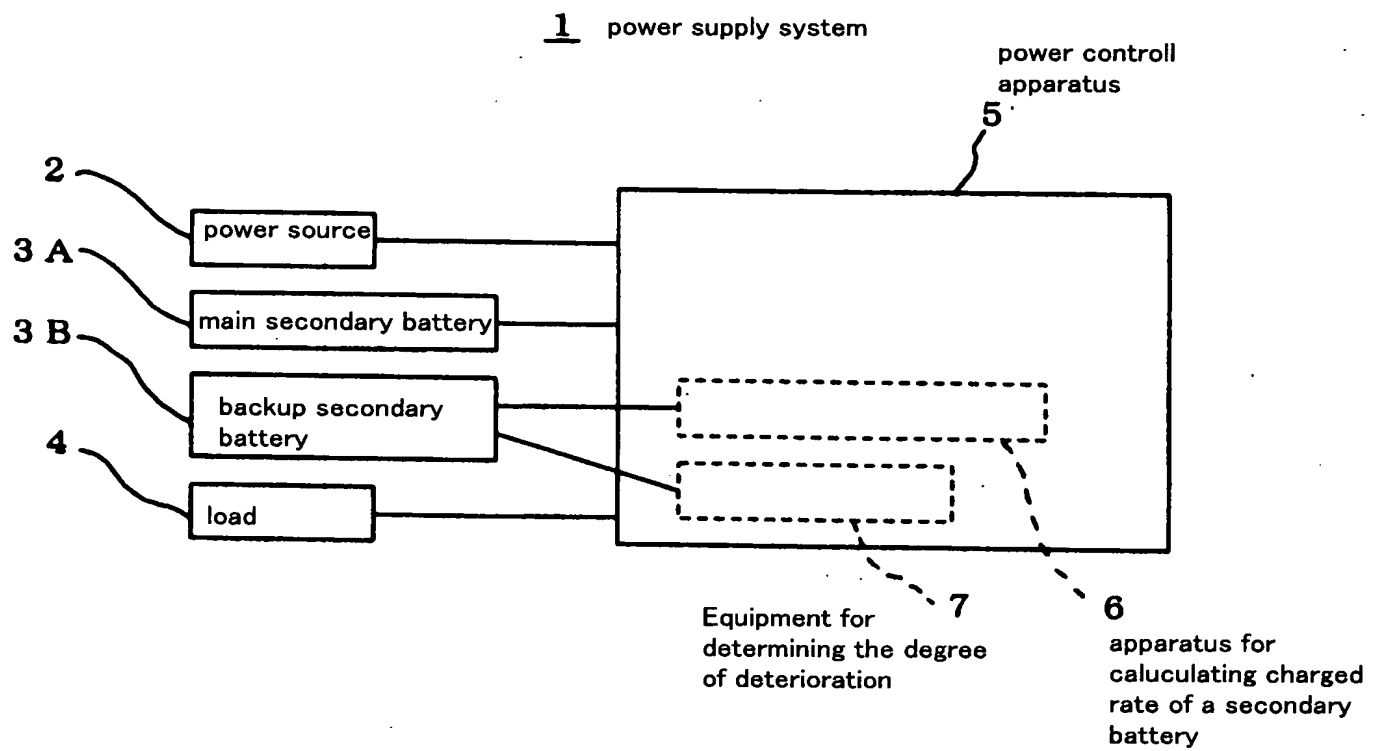 1 power supply system
power controll
apparatus
5
2
power source
3 A
main secondary battery
3 B
backup secondary
battery
4
load
7
Equipment for
determining the degree
of deterioration
6
apparatus for
caluculating charged
rate of a secondary
battery